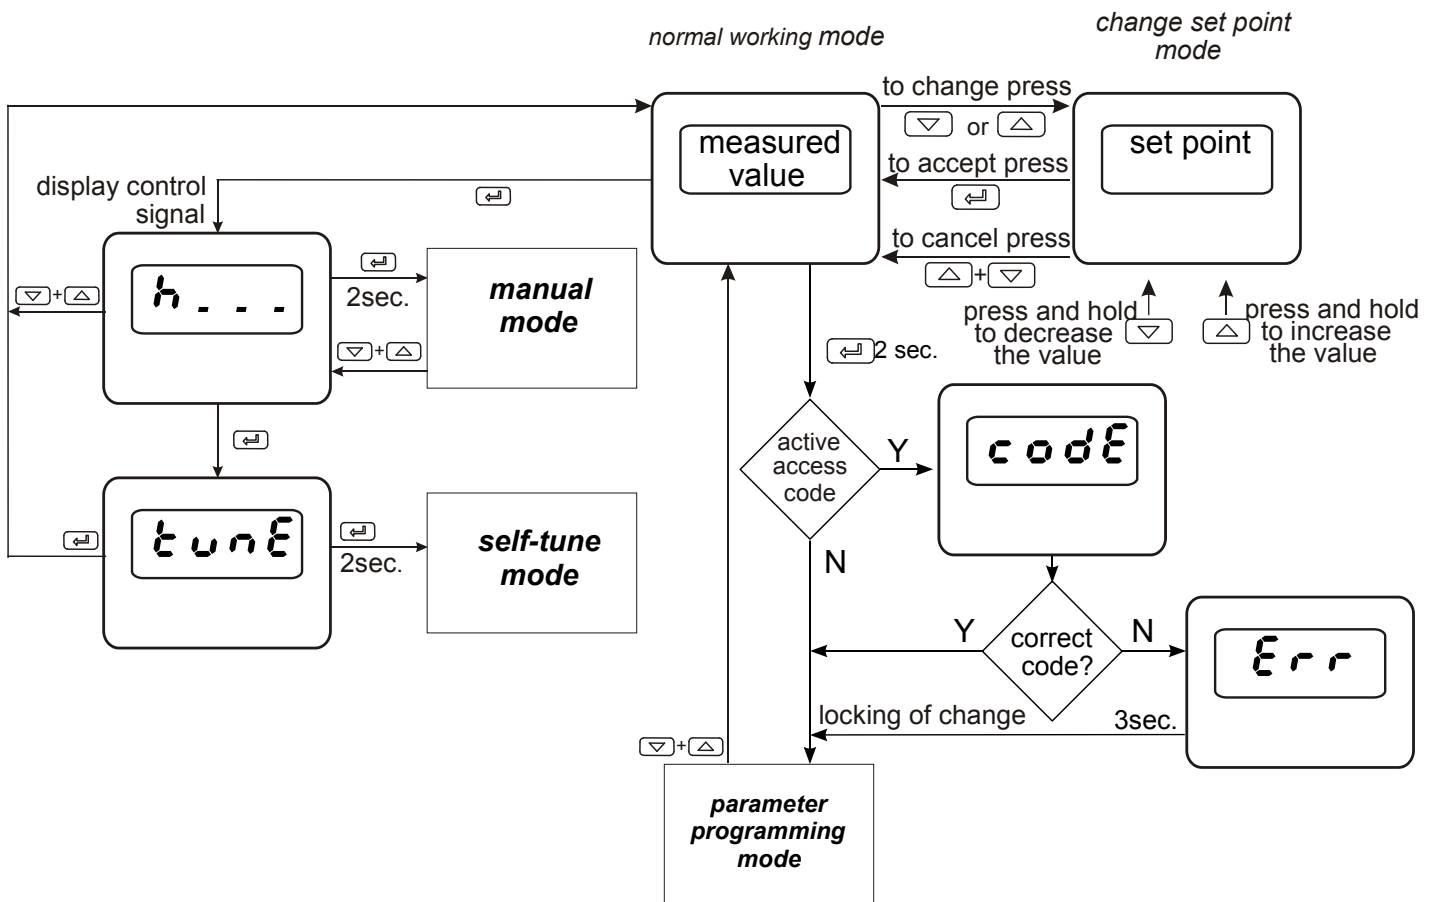 normal working mode
change set point
mode
to change press
or
measured
value
set point
to accept press
display control
signal
to cancel press
+
h _ _ _
+
2sec.
manual
mode
press and hold
to decrease
the value
press and hold
to increase
the value
+
2 sec.
active
access
code
Y
codE
tunE
2sec.
self-tune
mode
N
Y
correct
code?
N
Err
locking of change
3sec.
+
parameter
programming
mode